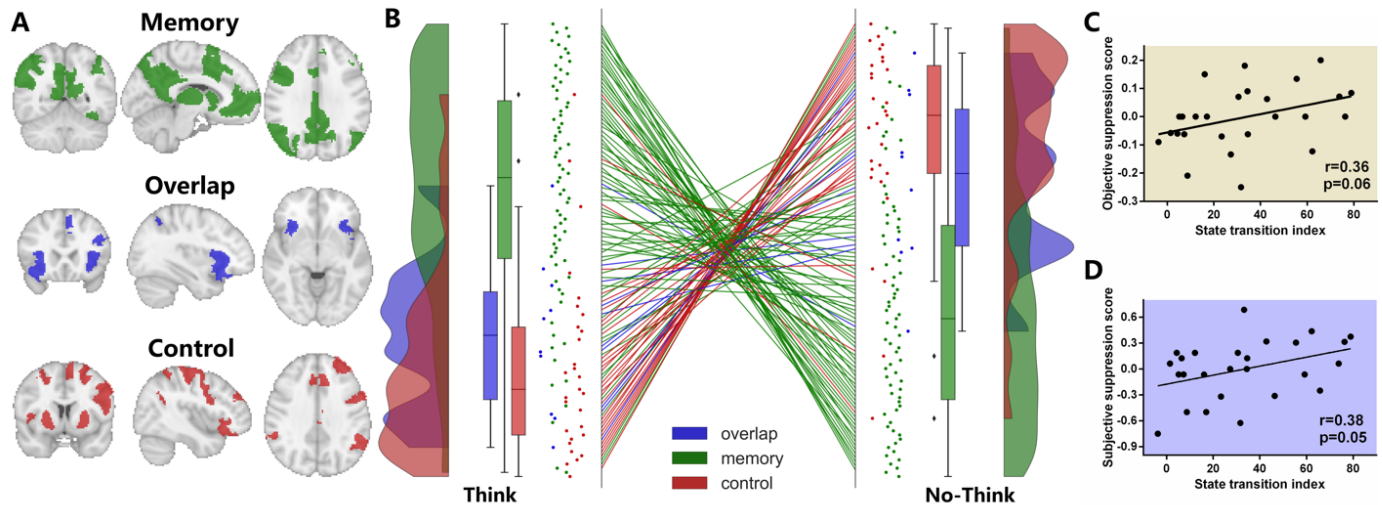 A
Memory
Overlap
Control
B
Think
No-Think
overlap
memory
control
C
Objective suppression score
0.2
0.1
0.0
-0.1
-0.2
-0.3
0
20
40
60
80
State transition index
r=0.36
p=0.06
D
Subjective suppression score
0.6
0.3
0.0
-0.3
-0.6
-0.9
0
20
40
60
80
State transition index
r=0.38
p=0.05